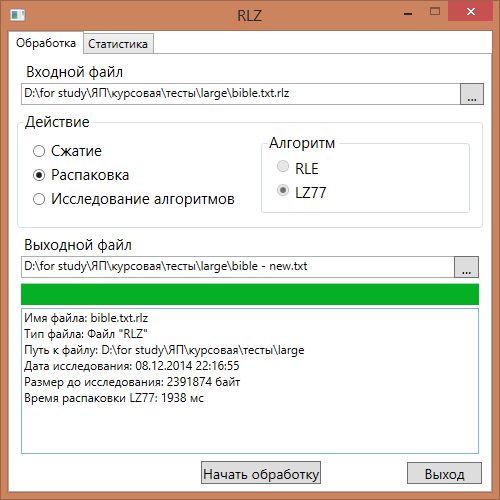 RLZ
Обработка Статистика
Входной файл
D:\for study\ЯП\курсовая\тесты\large\bible.txt.rlz ...
Действие
Алгоритм
Сжатие
RLE
Распаковка
LZ77
Исследование алгоритмов
Выходной файл
D:\for study\ЯП\курсовая\тесты\large\bible - new.txt ...
Имя файла: bible.txt.rlz
Тип файла: Файл "RLZ"
Путь к файлу: D:\for study\ЯП\курсовая\тесты\large
Дата исследования: 08.12.2014 22:16:55
Размер до исследования: 2391874 байт
Время распаковки LZ77: 1938 мс
Начать обработку Выход